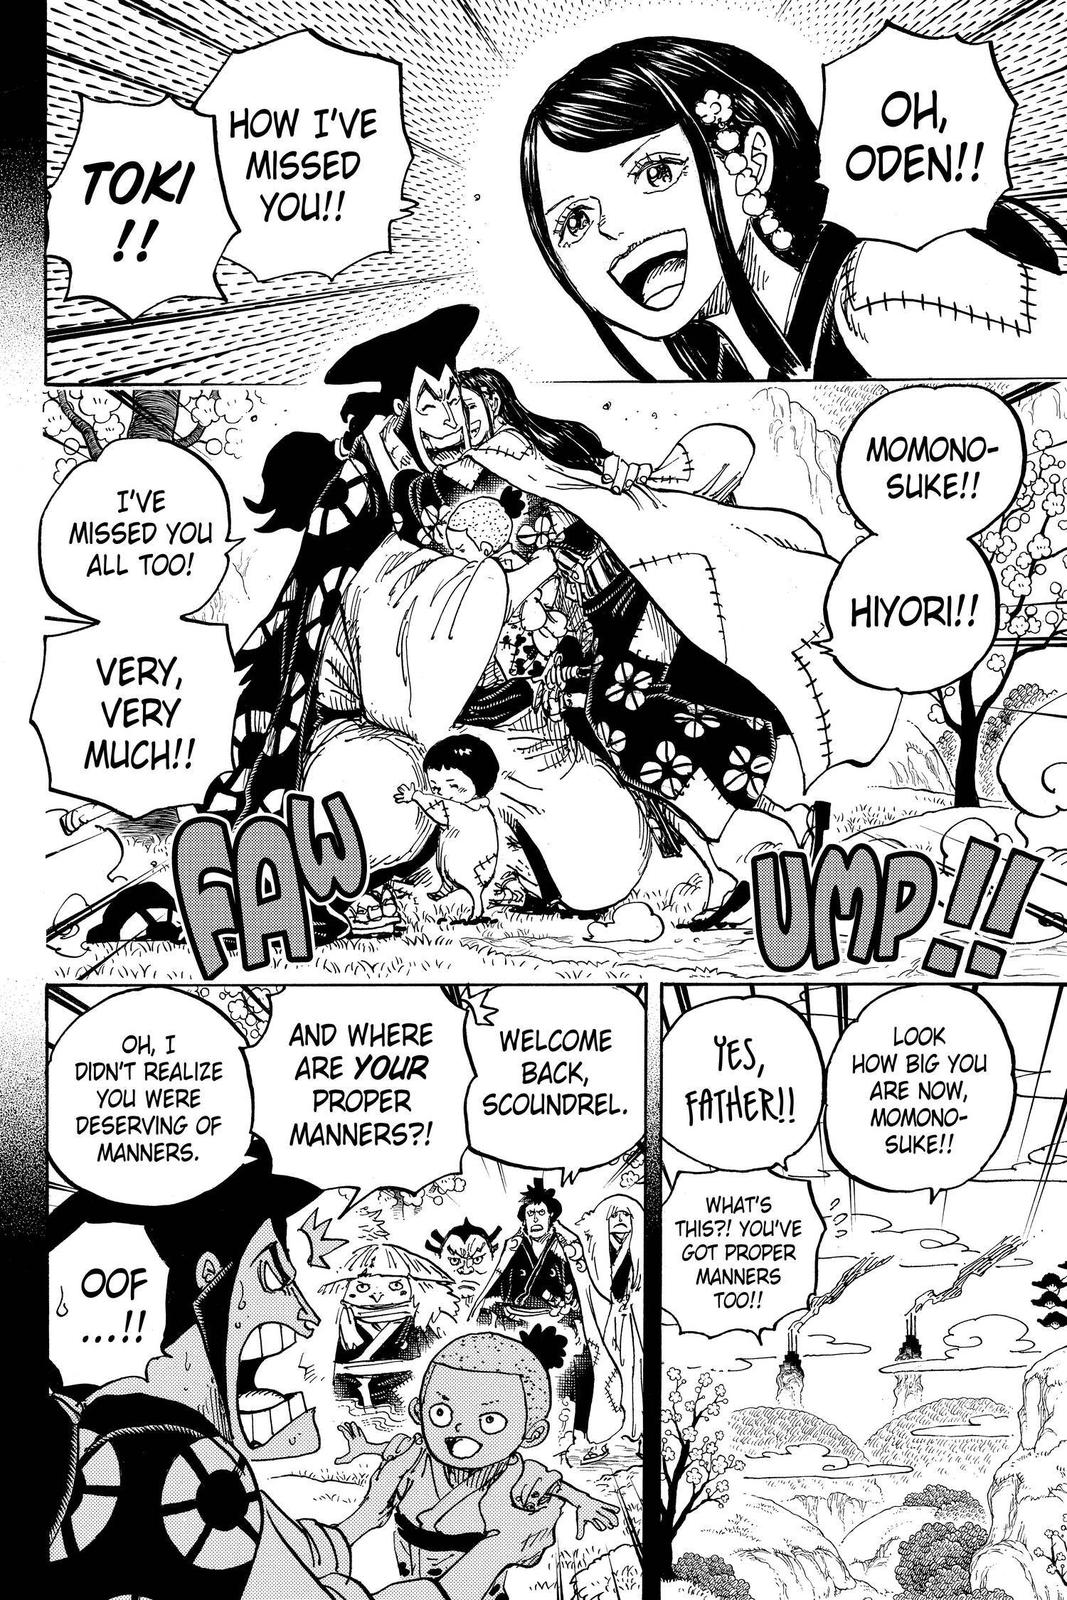 OH,
ODEN!!
HOW I'VE
MISSED
YOU!!
TOKI
!!
MOMONO-
SUKE!!
HIYORI!!
I'VE
MISSED YOU
ALL TOO!
VERY,
VERY
MUCH!!
FAW
UMP!!
LOOK
HOW BIG YOU
ARE NOW,
MOMONO-
SUKE!!
YES,
FATHER!!
WHAT'S
THIS?! YOU'VE
GOT PROPER
MANNERS
TOO!!
WELCOME
BACK,
SCOUNDREL.
AND WHERE
ARE YOUR
PROPER
MANNERS?!
OH, I
DIDN'T REALIZE
YOU WERE
DESERVING OF
MANNERS.
OOF
...!!